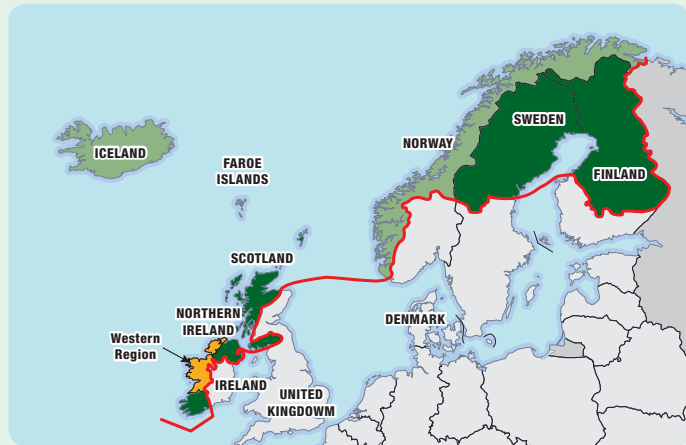 ICELAND
FAROE
ISLANDS
NORWAY
SWEDEN
FINLAND
SCOTLAND
NORTHERN
IRELAND
Western
Region
DENMARK
IRELAND
UNITED
KINGDOWM